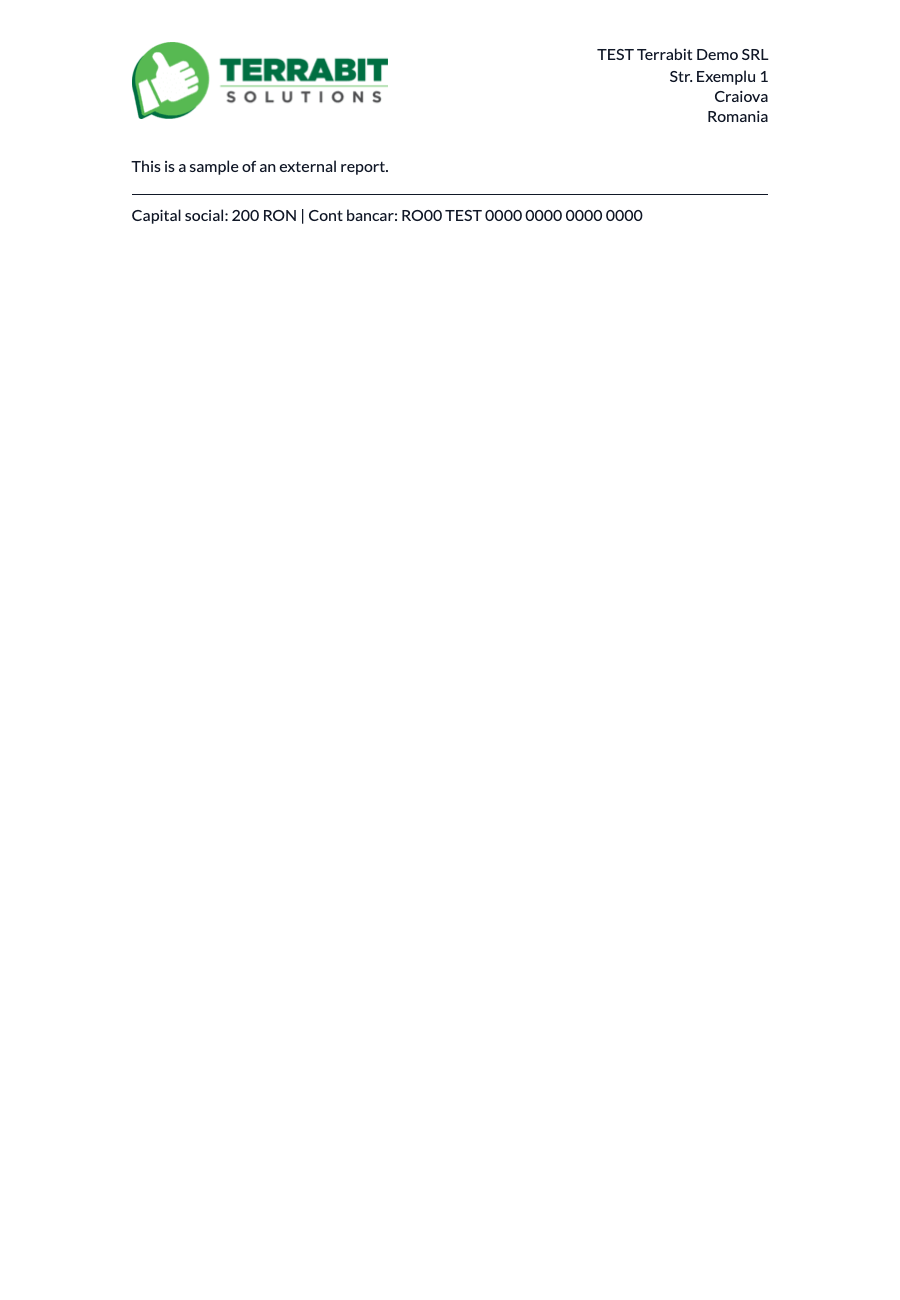 TERRABIT
SOLUTIONS
TEST Terrabit Demo SRL
Str. Exemplu 1
Craiova
Romania
This is a sample of an external report.
Capital social: 200 RON | Cont bancar: RO00 TEST 0000 0000 0000 0000